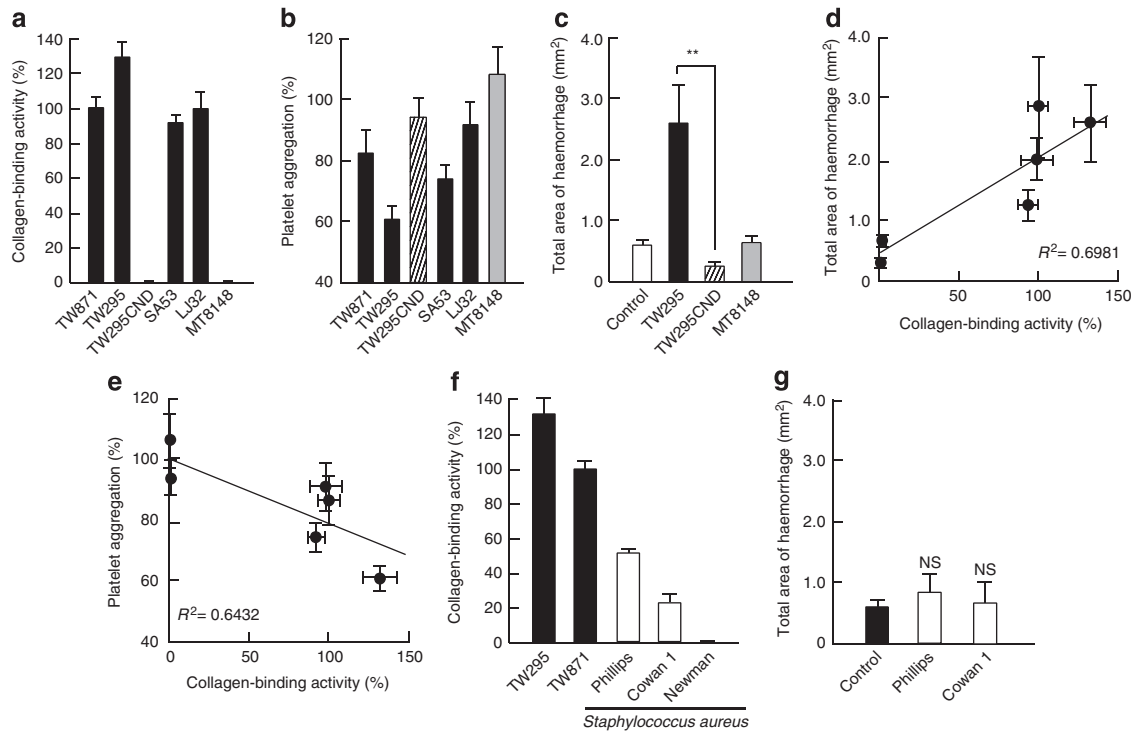 a
Collagen-binding activity (%)
140
120
100
80
60
40
20
0
TW871
TW295
TW295CND
SA53
LJ32
MT8148
b
Platelet aggregation (%)
120
100
80
60
40
TW871
TW295
TW295CND
SA53
LJ32
MT8148
c
Total area of haemorrhage (mm²)
4.0
3.0
2.0
1.0
0
**
Control
TW295
TW295CND
MT8148
d
Total area of haemorrhage (mm²)
4.0
3.0
2.0
1.0
0
R²= 0.6981
50
100
150
Collagen-binding activity (%)
e
Platelet aggregation (%)
120
100
80
60
40
R²= 0.6432
0
50
100
150
Collagen-binding activity (%)
f
Collagen-binding activity (%)
140
120
100
80
60
40
20
0
TW295
TW871
Phillips
Cowan 1
Newman
Staphylococcus aureus
g
Total area of haemorrhage (mm²)
4.0
3.0
2.0
1.0
0
NS
NS
Control
Phillips
Cowan 1